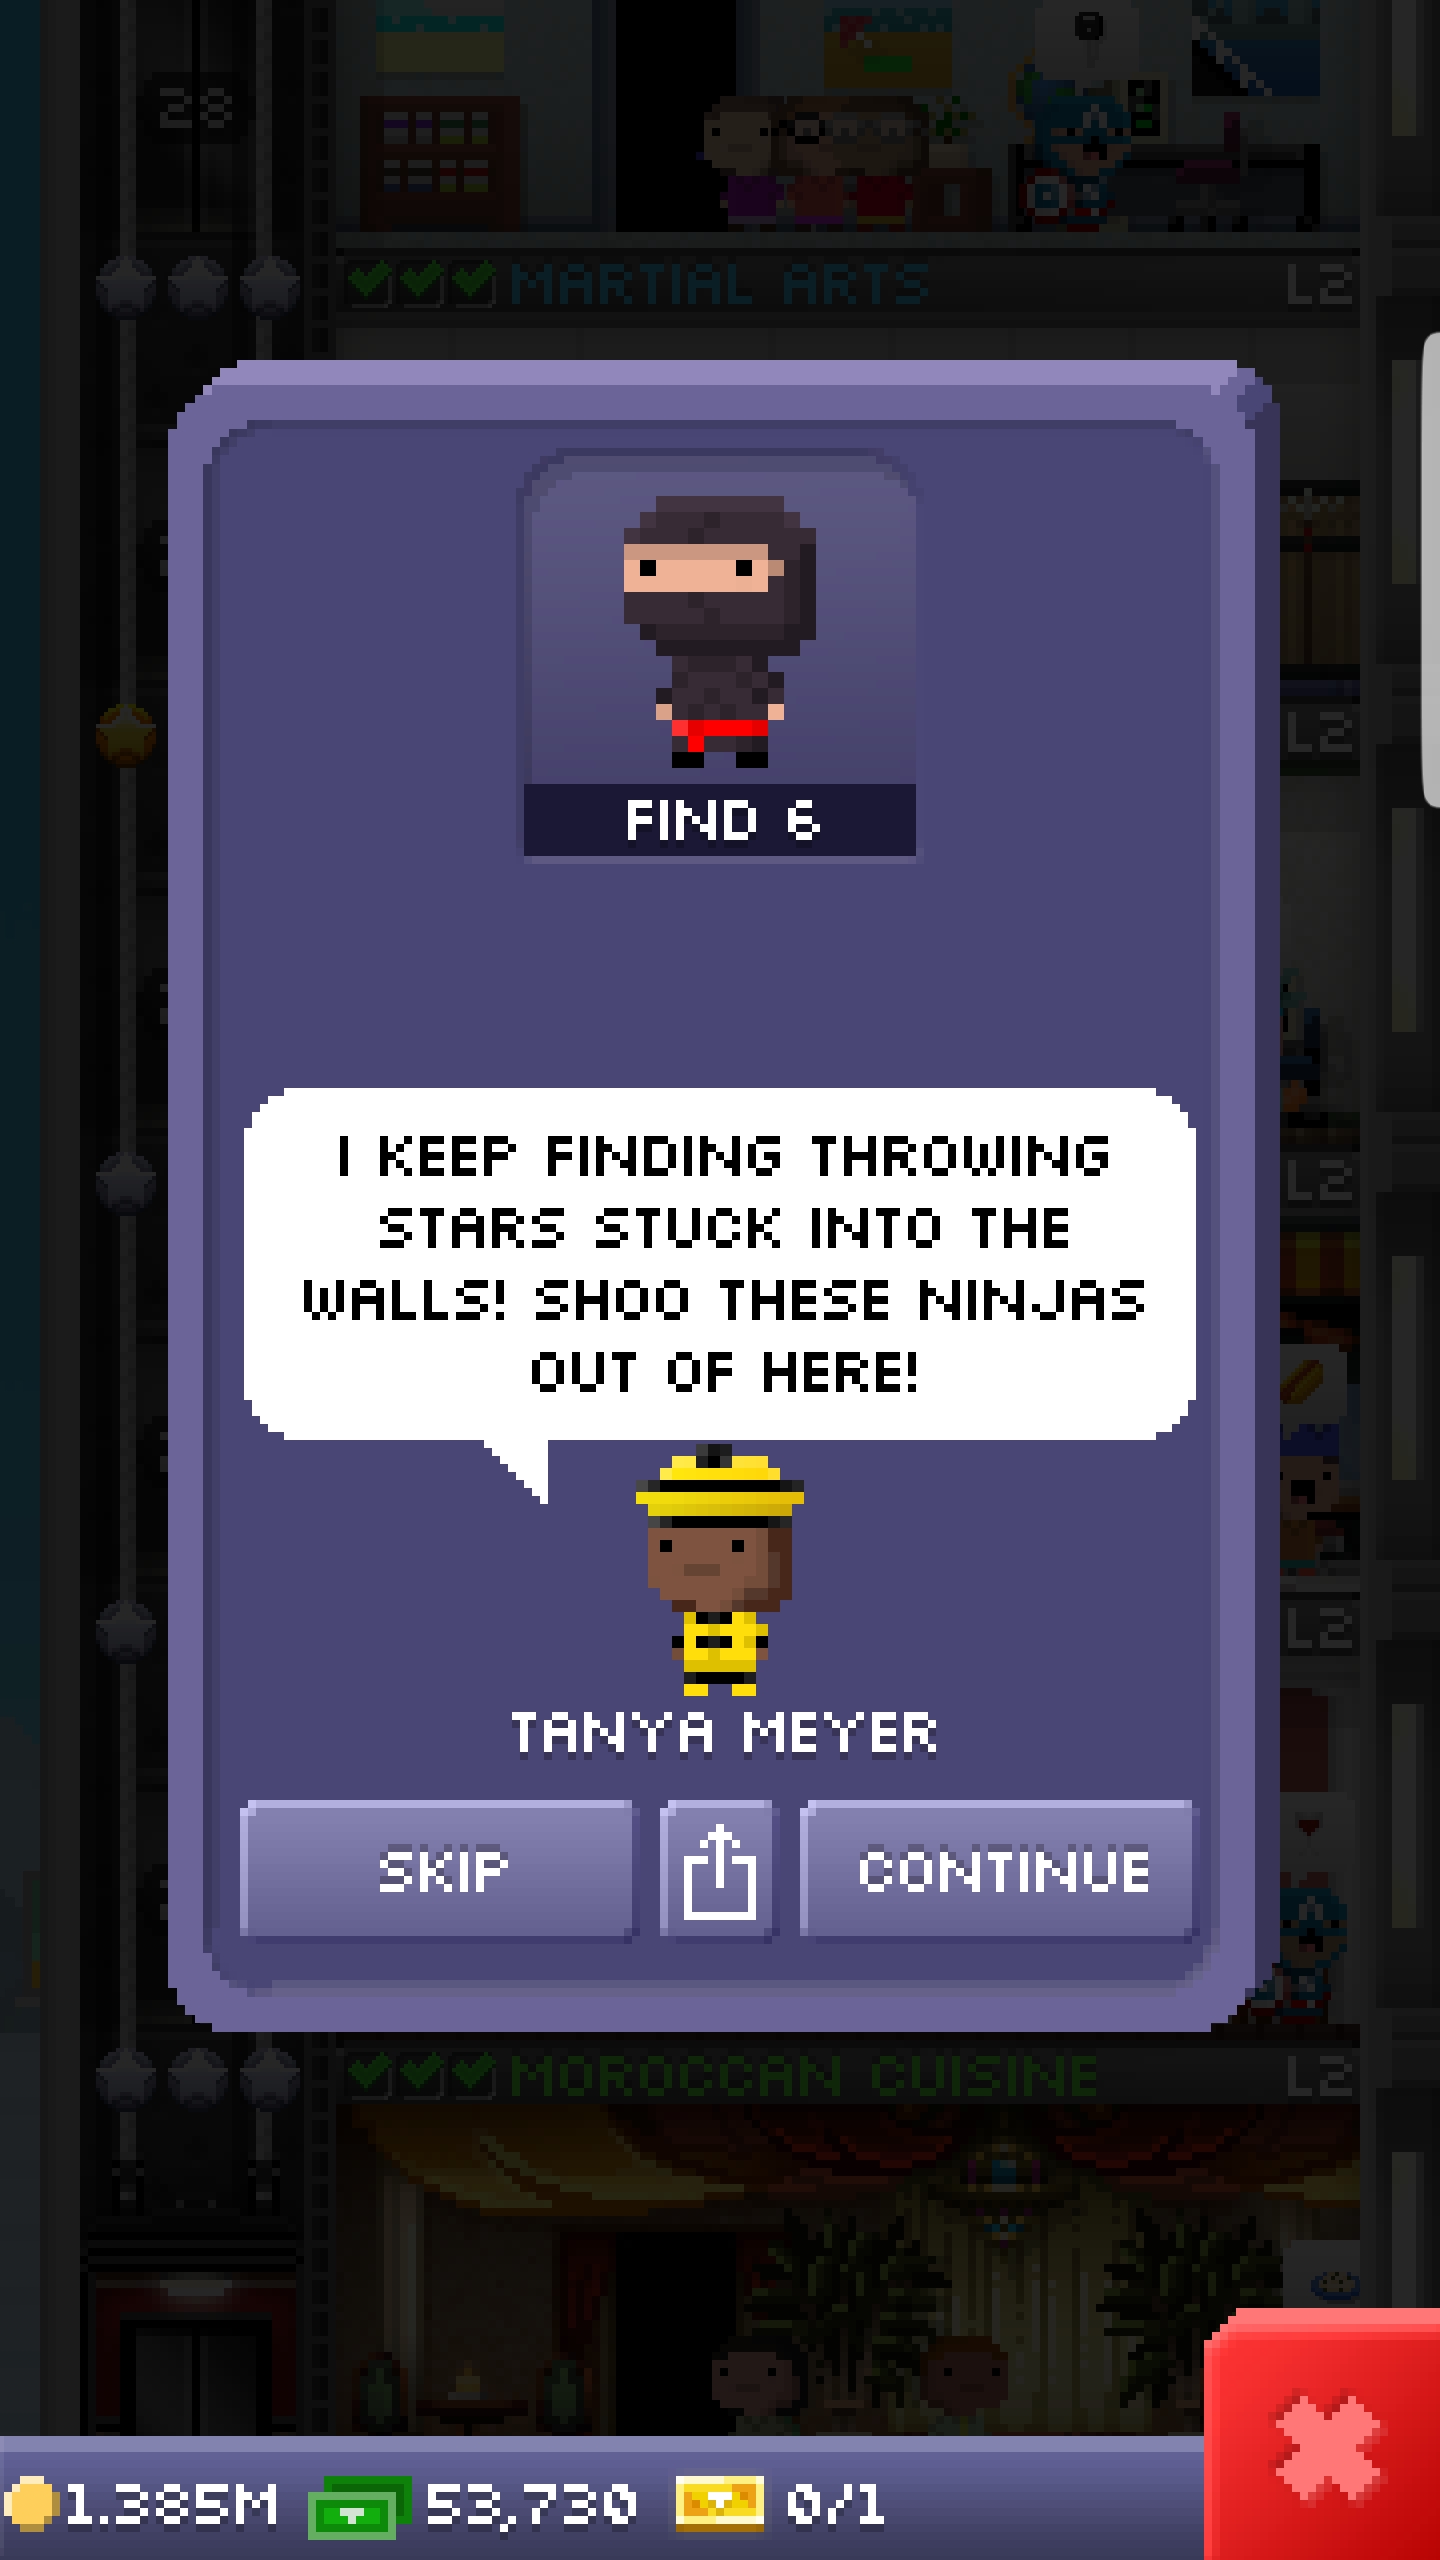 28
MARTIAL ARTS L2
FIND 6
L2
I KEEP FINDING THROWING
STARS STUCK INTO THE
WALLS! SHOO THESE NINJAS
OUT OF HERE!
L2
L2
TANYA MEYER
SKIP CONTINUE
MOROCCAN CUISINE L2
1.385M 53,730 0/1